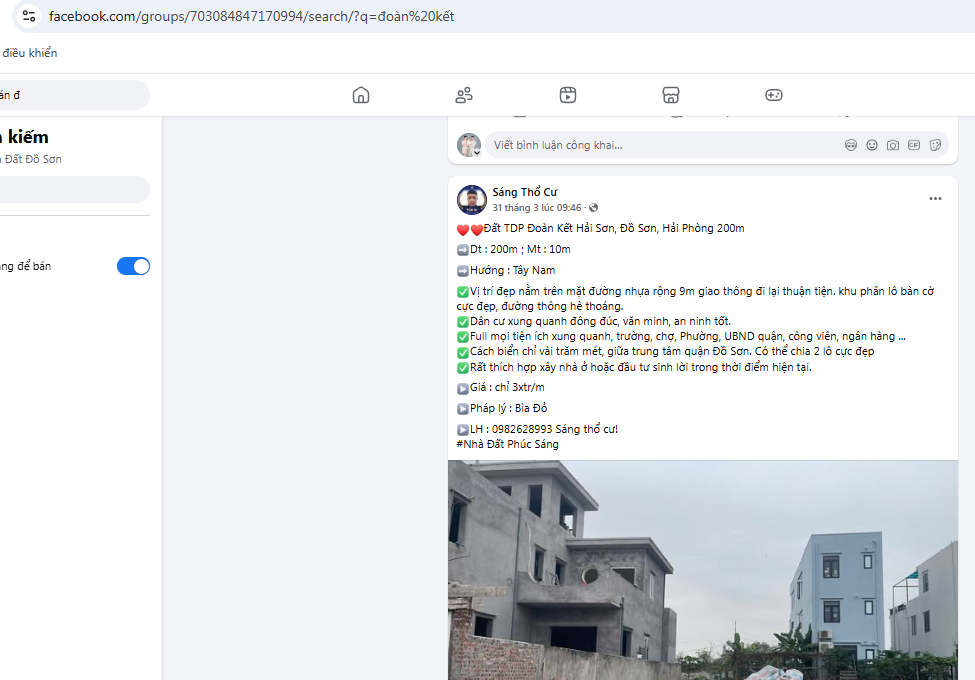 facebook.com/groups/703084847170994/search/?q=đoàn%20kết
điều khiển
án đ
kiếm
Đất Đồ Sơn
Viết bình luận công khai...
GIF
Sáng Thổ Cư
31 tháng 3 lúc 09:46 ·
❤️❤️Đất TDP Đoàn Kết Hải Sơn, Đồ Sơn, Hải Phòng 200m
➡️Dt : 200m ; Mt : 10m
➡️Hướng : Tây Nam
✅Vị trí đẹp nằm trên mặt đường nhựa rộng 9m giao thông đi lại thuận tiện. khu phân lô bàn cờ
cực đẹp, đường thông hè thoáng.
✅Dân cư xung quanh đông đúc, văn minh, an ninh tốt.
✅Full mọi tiện ích xung quanh, trường, chợ, Phường, UBND quận, công viên, ngân hàng ...
✅Cách biển chỉ vài trăm mét, giữa trung tâm quận Đồ Sơn. Có thể chia 2 lô cực đẹp
✅Rất thích hợp xây nhà ở hoặc đầu tư sinh lời trong thời điểm hiện tại.
▶️Giá : chỉ 3xtr/m
▶️Pháp lý : Bìa Đỏ
▶️LH : 0982628993 Sáng thổ cư!
#Nhà Đất Phúc Sáng
ng để bán